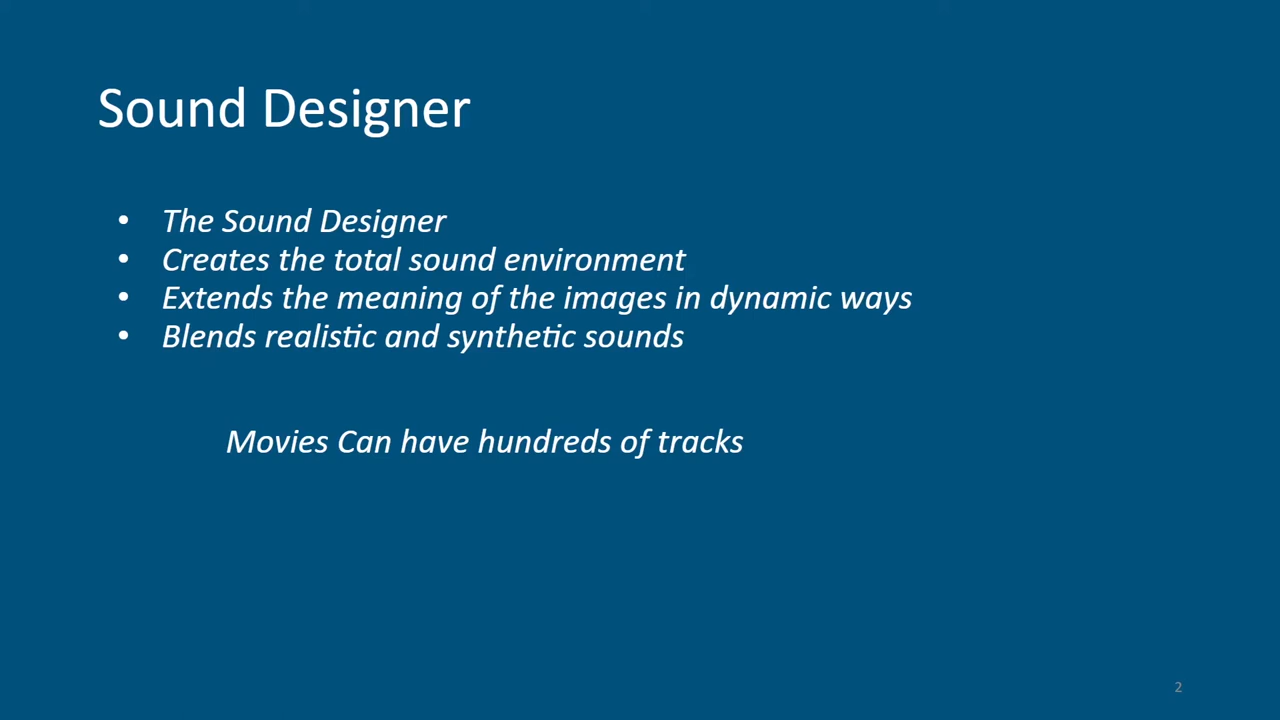 Sound Designer
• The Sound Designer
• Creates the total sound environment
• Extends the meaning of the images in dynamic ways
• Blends realistic and synthetic sounds
Movies Can have hundreds of tracks
2